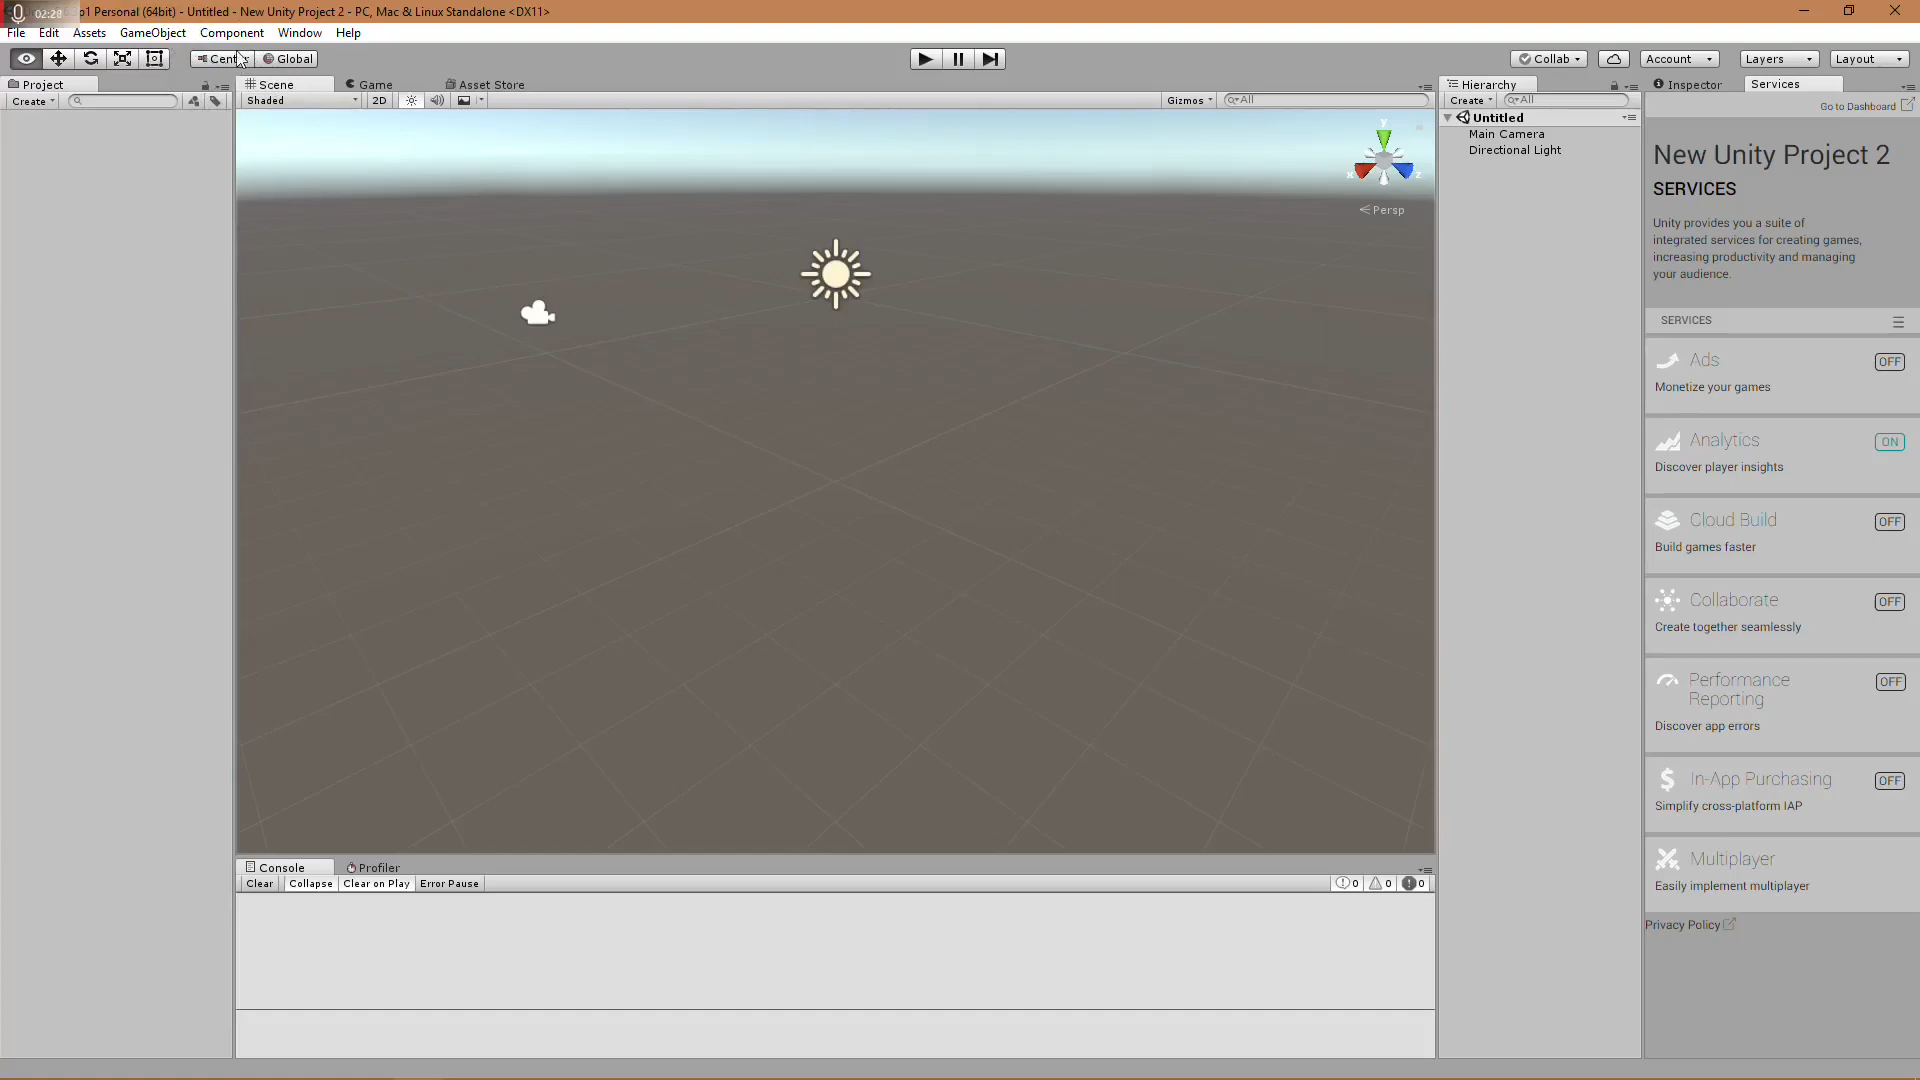 02:28
p1 Personal (64bit) - Untitled - New Unity Project 2 - PC, Mac & Linux Standalone <DX11>
File Edit Assets GameObject Component Window Help
Global
Collab
Account
Layers
Layout
Project
Create
Scene
Game
Asset Store
Shaded
2D
Gizmos
All
y
x
z
Persp
Console
Profiler
Clear
Collapse
Clear on Play
Error Pause
0
0
0
Hierarchy
Create
All
Untitled
Main Camera
Directional Light
Inspector
Services
Go to Dashboard
New Unity Project 2
SERVICES
Unity provides you a suite of
integrated services for creating games,
increasing productivity and managing
your audience.
SERVICES
Ads
OFF
Monetize your games
Analytics
ON
Discover player insights
Cloud Build
OFF
Build games faster
Collaborate
OFF
Create together seamlessly
Performance
Reporting
OFF
Discover app errors
In-App Purchasing
OFF
Simplify cross-platform IAP
Multiplayer
Easily implement multiplayer
Privacy Policy